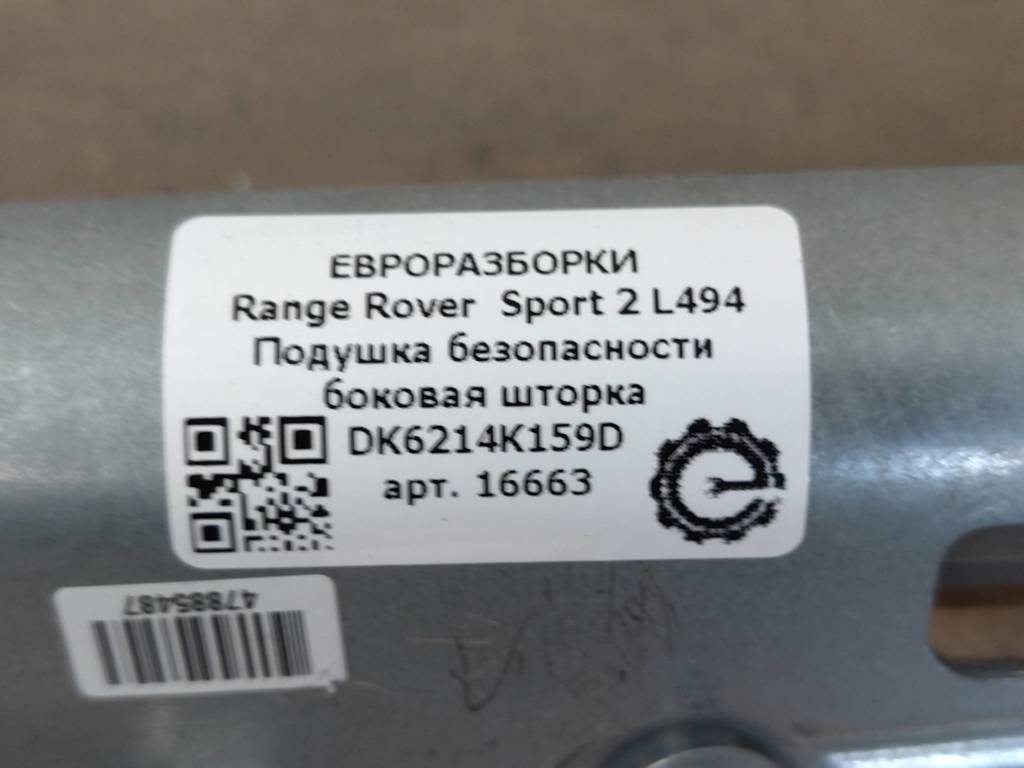 ЕВРОРАЗБОРКИ
Range Rover Sport 2 L494
Подушка безопасности
боковая шторка
DK6214K159D
арт. 16663
47885487